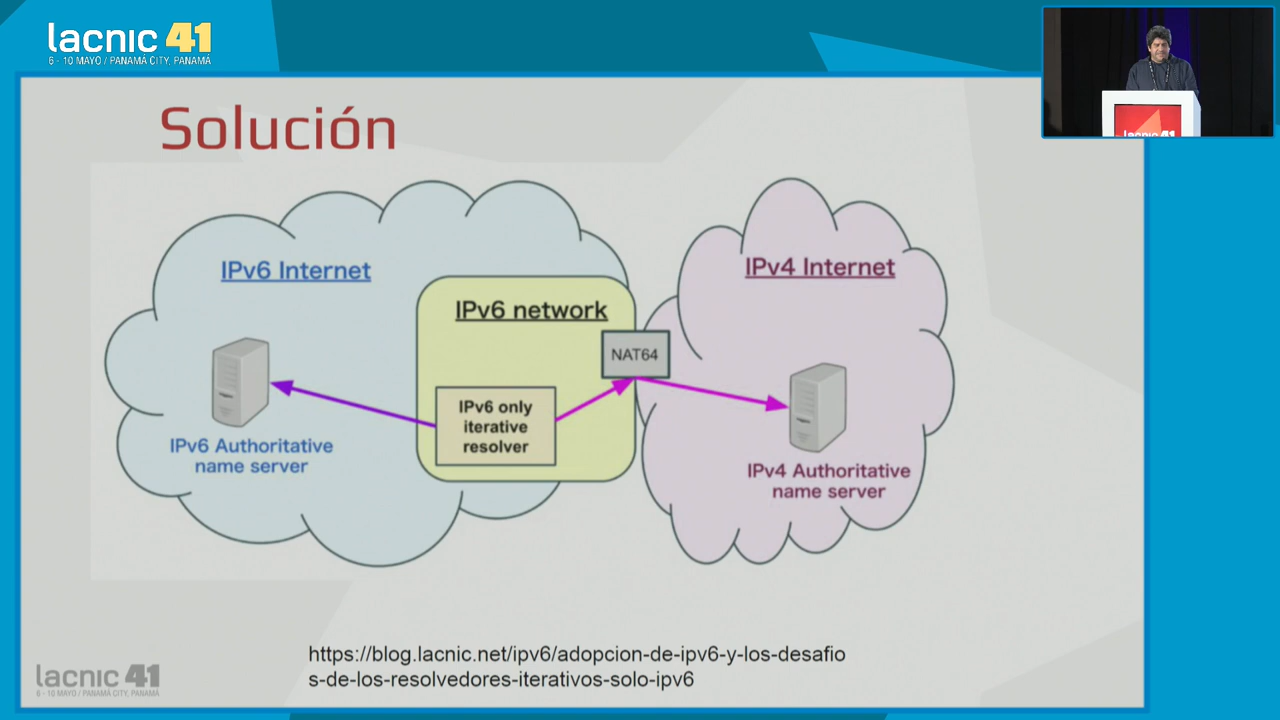 lacnic 41
6 - 10 MAYO / PANAMÁ CITY, PANAMÁ
lacnic 41
Solución
IPv6 Internet
IPv4 Internet
IPv6 network
NAT64
IPv6 only
iterative
resolver
IPv6 Authoritative
name server
IPv4 Authoritative
name server
https://blog.lacnic.net/ipv6/adopcion-de-ipv6-y-los-desafio
s-de-los-resolvedores-iterativos-solo-ipv6
lacnic 41
6 - 10 MAYO / PANAMÁ CITY, PANAMÁ